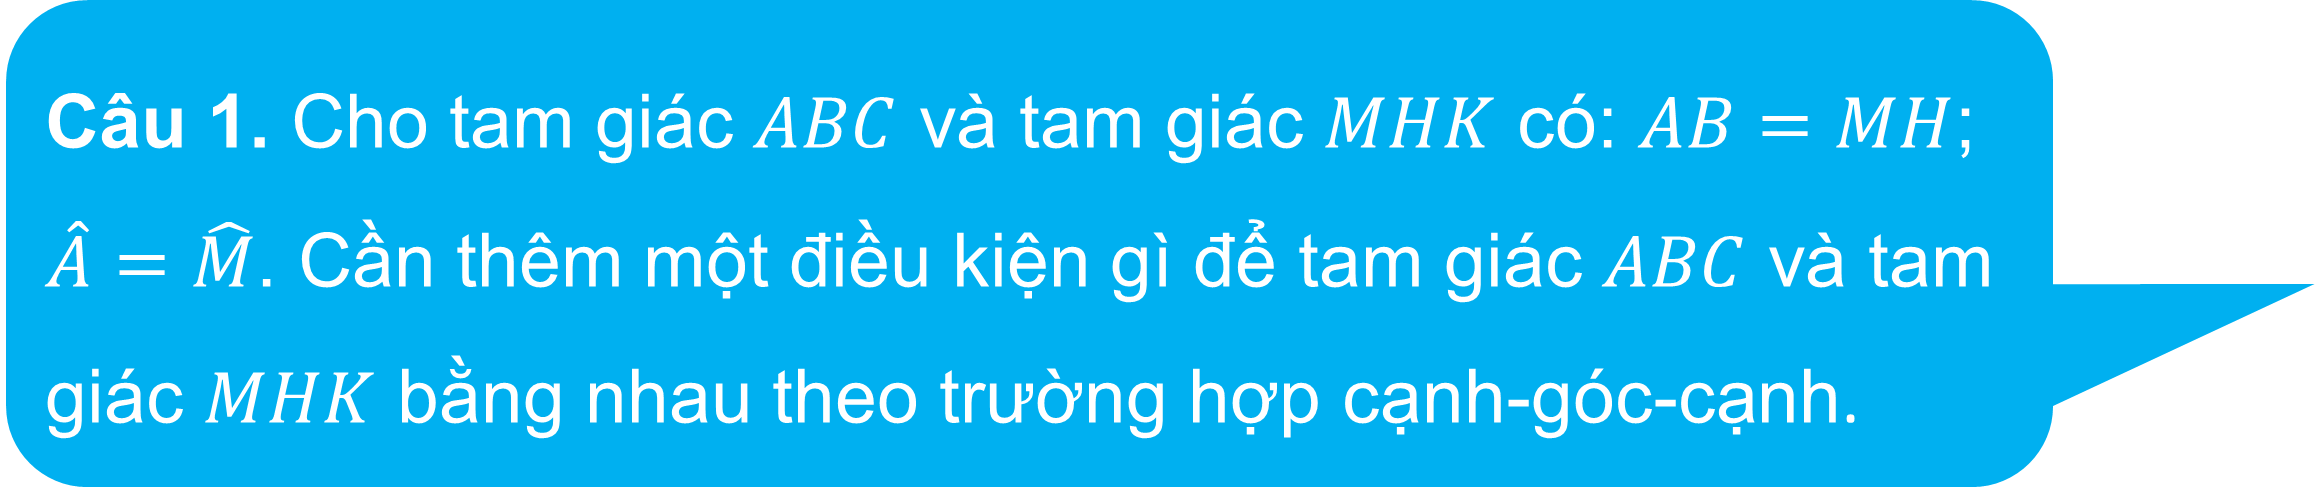 Câu 1. Cho tam giác ABC và tam giác MHK có: AB = MH;
Â = M̂. Cần thêm một điều kiện gì để tam giác ABC và tam
giác MHK bằng nhau theo trường hợp cạnh-góc-cạnh.